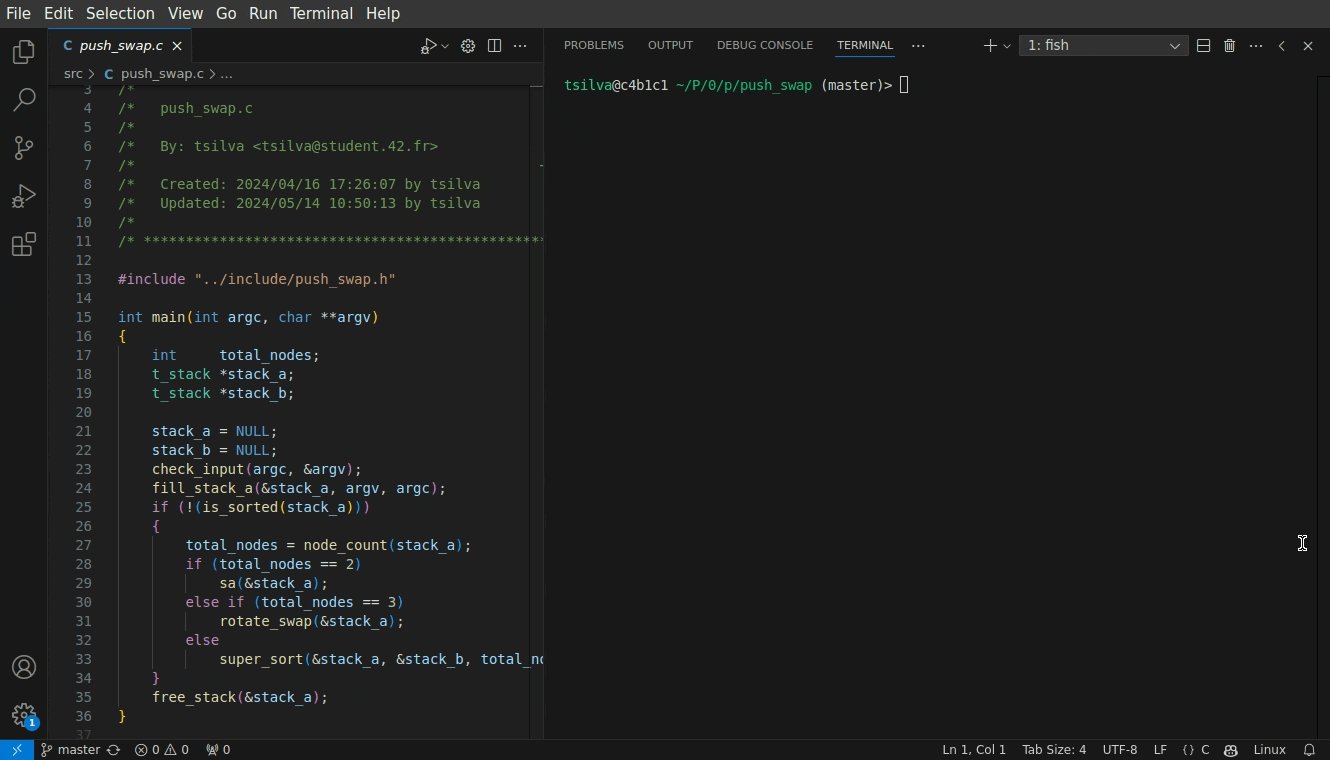 File Edit Selection View Go Run Terminal Help
C push_swap.c
PROBLEMS OUTPUT DEBUG CONSOLE TERMINAL 1: fish
src > C push_swap.c > ...
tsilva@c4b1c1 ~/P/0/p/push_swap (master)>
3 /*
4 /* push_swap.c
5 /*
6 /* By: tsilva <tsilva@student.42.fr>
7 /*
8 /* Created: 2024/04/16 17:26:07 by tsilva
9 /* Updated: 2024/05/14 10:50:13 by tsilva
10 /*
11 /* ************************************************
12
13 #include "../include/push_swap.h"
14
15 int main(int argc, char **argv)
16 {
17 int total_nodes;
18 t_stack *stack_a;
19 t_stack *stack_b;
20
21 stack_a = NULL;
22 stack_b = NULL;
23 check_input(argc, &argv);
24 fill_stack_a(&stack_a, argv, argc);
25 if (!(is_sorted(stack_a)))
26 {
27 total_nodes = node_count(stack_a);
28 if (total_nodes == 2)
29 sa(&stack_a);
30 else if (total_nodes == 3)
31 rotate_swap(&stack_a);
32 else
33 super_sort(&stack_a, &stack_b, total_no
34 }
35 free_stack(&stack_a);
36 }
37
1
master 0 0 0 Ln 1, Col 1 Tab Size: 4 UTF-8 LF {} C Linux